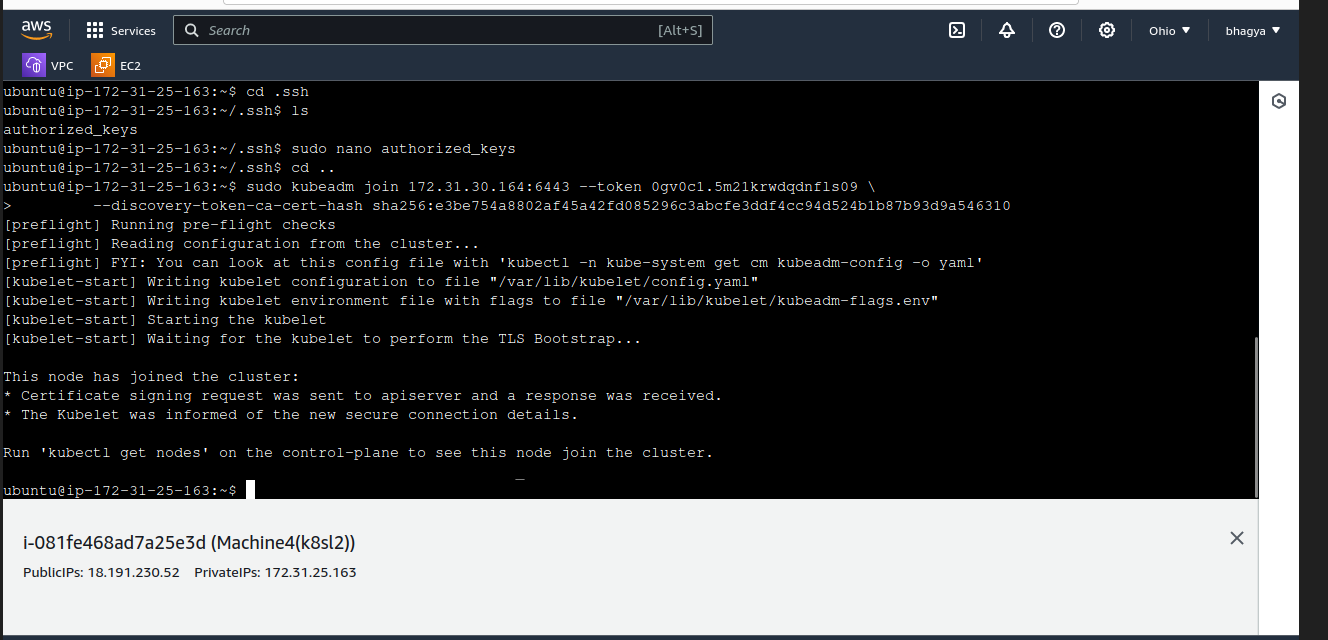 aws
Services
Search
[Alt+S]
Ohio
bhagya
VPC
EC2
ubuntu@ip-172-31-25-163:~$ cd .ssh
ubuntu@ip-172-31-25-163:~/.ssh$ ls
authorized_keys
ubuntu@ip-172-31-25-163:~/.ssh$ sudo nano authorized_keys
ubuntu@ip-172-31-25-163:~/.ssh$ cd ..
ubuntu@ip-172-31-25-163:~$ sudo kubeadm join 172.31.30.164:6443 --token 0gv0c1.5m21krwdqdnfls09 \
> --discovery-token-ca-cert-hash sha256:e3be754a8802af45a42fd085296c3abcfe3ddf4cc94d524b1b87b93d9a546310
[preflight] Running pre-flight checks
[preflight] Reading configuration from the cluster...
[preflight] FYI: You can look at this config file with 'kubectl -n kube-system get cm kubeadm-config -o yaml'
[kubelet-start] Writing kubelet configuration to file "/var/lib/kubelet/config.yaml"
[kubelet-start] Writing kubelet environment file with flags to file "/var/lib/kubelet/kubeadm-flags.env"
[kubelet-start] Starting the kubelet
[kubelet-start] Waiting for the kubelet to perform the TLS Bootstrap...
This node has joined the cluster:
* Certificate signing request was sent to apiserver and a response was received.
* The Kubelet was informed of the new secure connection details.
Run 'kubectl get nodes' on the control-plane to see this node join the cluster.
ubuntu@ip-172-31-25-163:~$
i-081fe468ad7a25e3d (Machine4(k8sl2))
PublicIPs: 18.191.230.52 PrivateIPs: 172.31.25.163